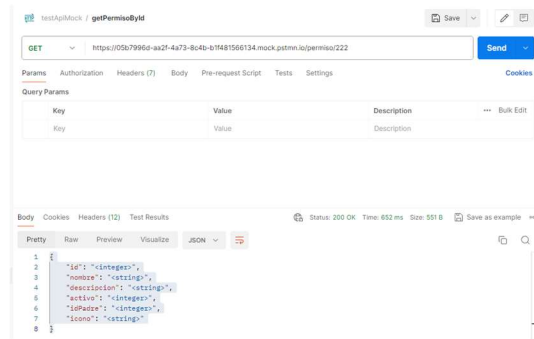 testApiMock / getPermisoById
Save
GET https://05b7996d-aa2f-4a73-8c4b-b1f481566134.mock.pstmn.io/permiso/222 Send
Params Authorization Headers (7) Body Pre-request Script Tests Settings Cookies
Query Params
Key Value Description Bulk Edit
Key Value Description
Body Cookies Headers (12) Test Results Status: 200 OK Time: 652 ms Size: 551 B Save as example
Pretty Raw Preview Visualize JSON
1 {
2 "id": "<integer>",
3 "nombre": "<string>",
4 "descripcion": "<string>",
5 "activo": "<integer>",
6 "idPadre": "<integer>",
7 "icono": "<string>"
8 }